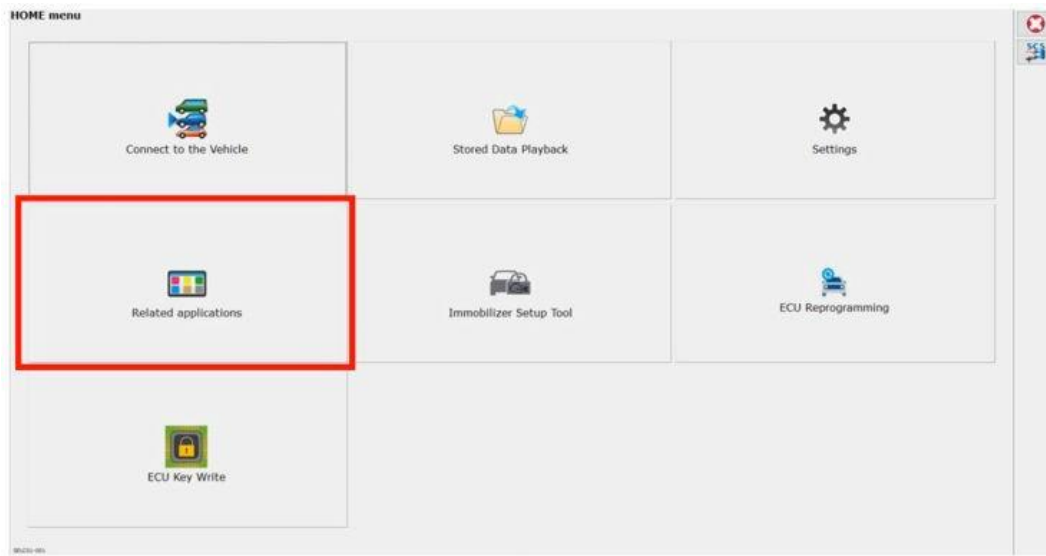 HOME menu
SCS
Connect to the Vehicle
Stored Data Playback
Settings
Related applications
Immobilizer Setup Tool
ECU Reprogramming
ECU Key Write